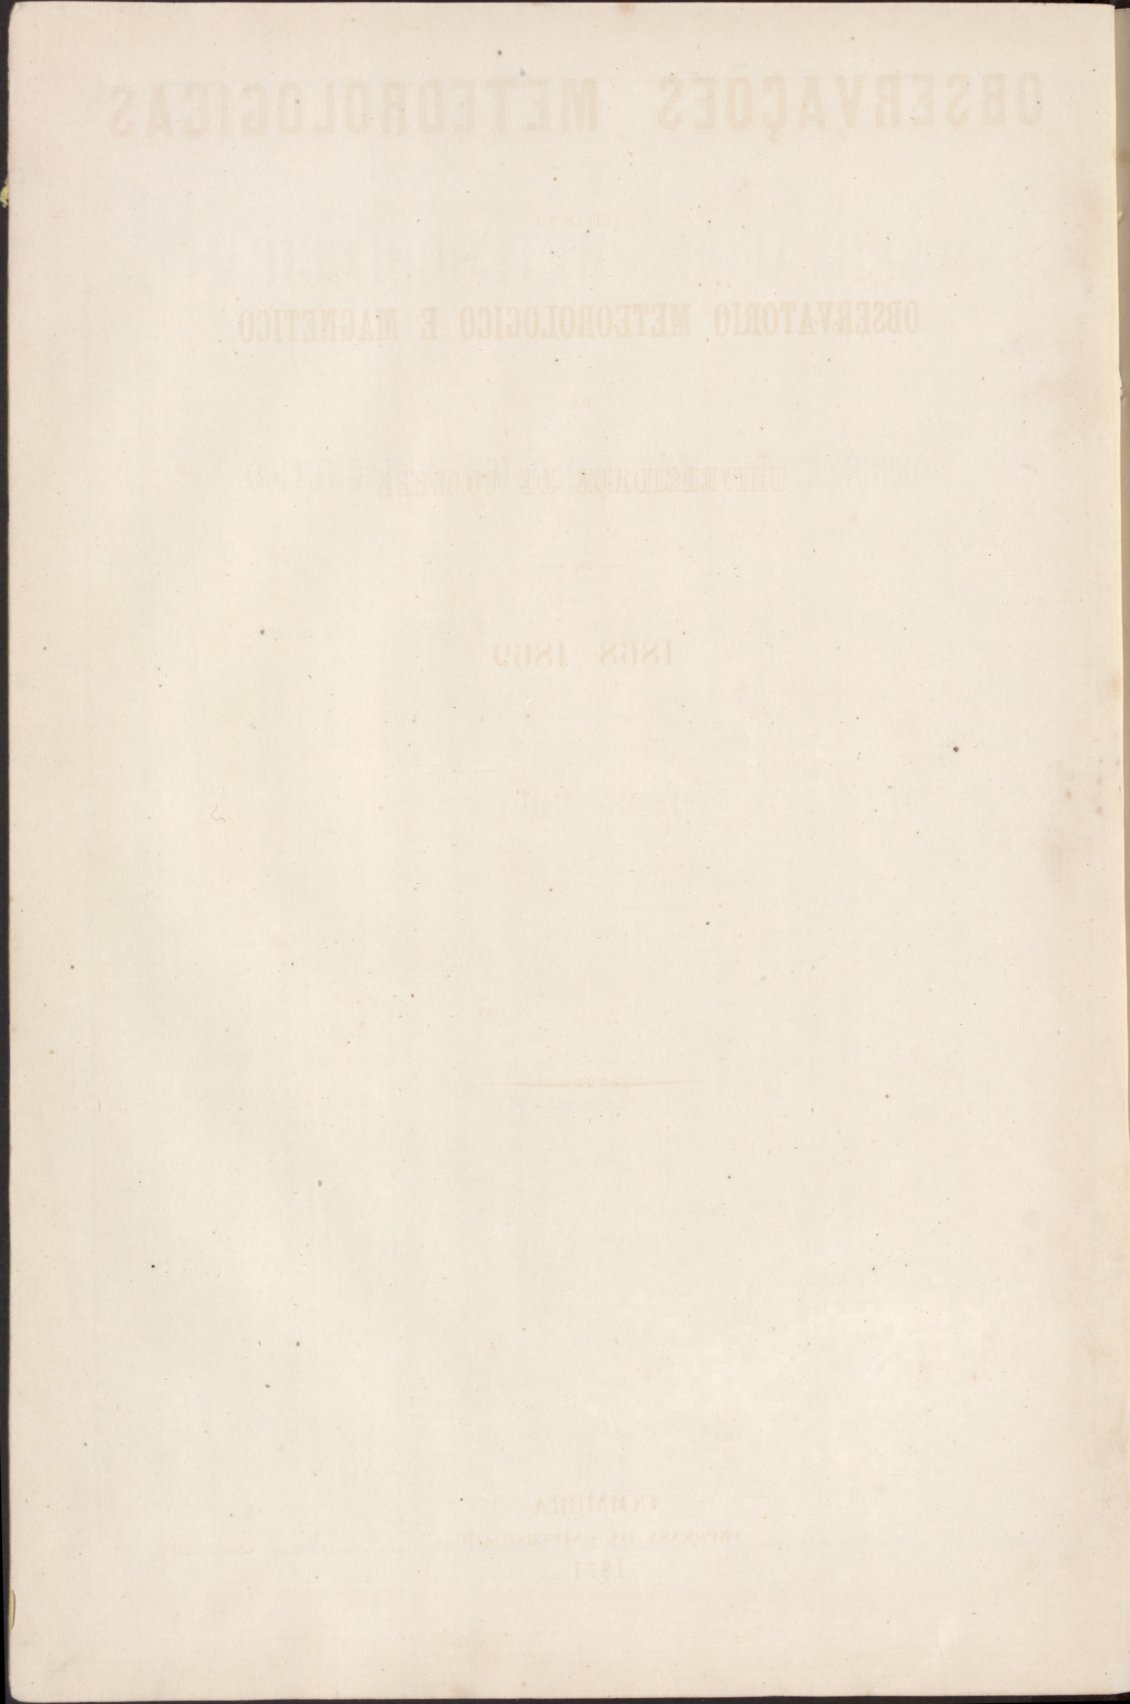 OBSERVAÇÕES METEOROLOGICAS
OBSERVATORIO METEOROLOGICO E MAGNETICO
UNIVERSIDADE DE COIMBRA
1868 1869
COIMBRA
IMPRENSA DA UNIVERSIDADE
1871